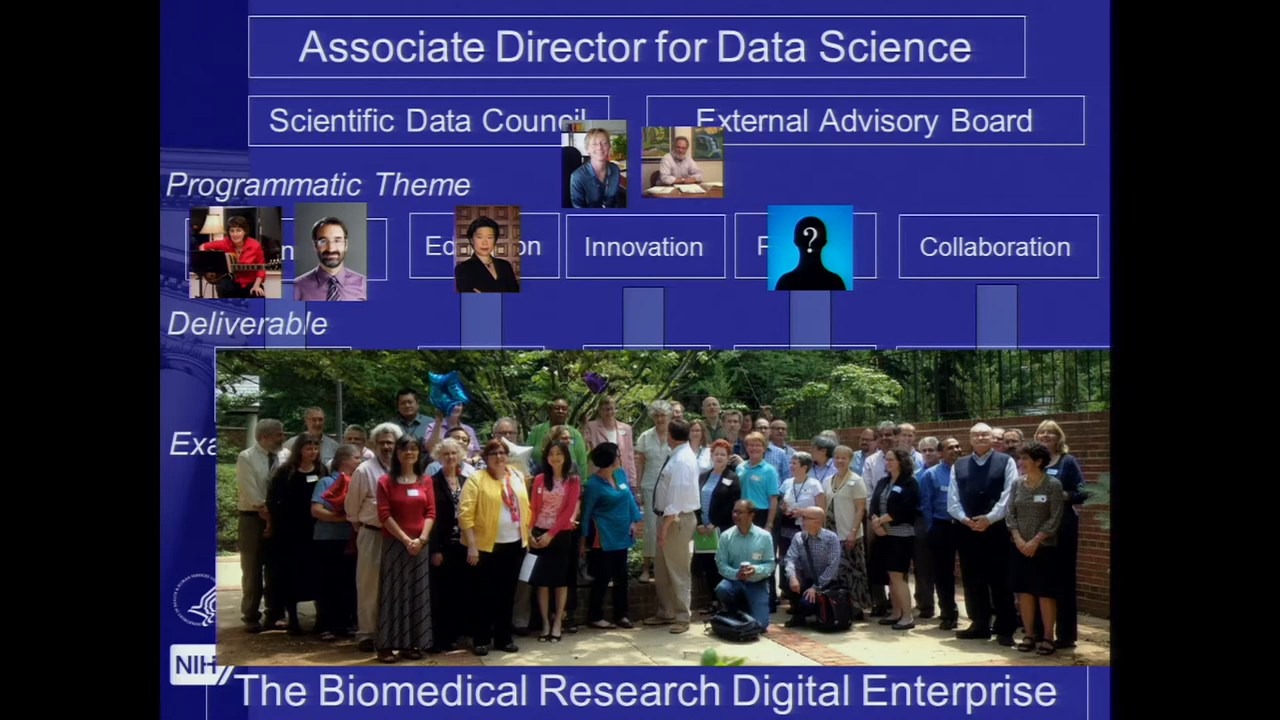 Associate Director for Data Science
Scientific Data Council
External Advisory Board
Programmatic Theme
Innovation
Collaboration
Deliverable
NIH
The Biomedical Research Digital Enterprise